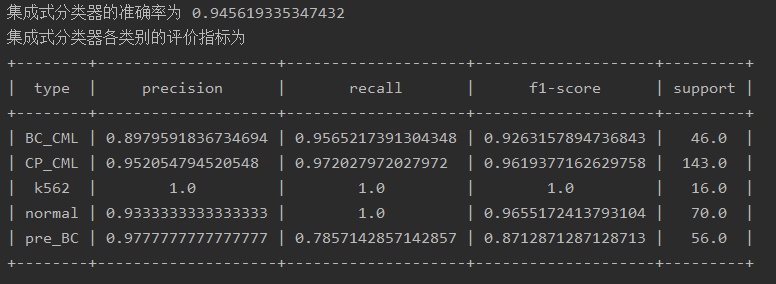 集成式分类器的准确率为 0.945619335347432
集成式分类器各类别的评价指标为
+--------+--------------------+--------------------+--------------------+---------+
|  type  |     precision      |       recall       |      f1-score      | support |
+--------+--------------------+--------------------+--------------------+---------+
| BC_CML | 0.8979591836734694 | 0.9565217391304348 | 0.9263157894736843 |   46.0  |
| CP_CML | 0.952054794520548  | 0.972027972027972  | 0.9619377162629758 |  143.0  |
|  k562  |        1.0         |        1.0         |        1.0         |   16.0  |
| normal | 0.9333333333333333 |        1.0         | 0.9655172413793104 |   70.0  |
| pre_BC | 0.9777777777777777 | 0.7857142857142857 | 0.8712871287128713 |   56.0  |
+--------+--------------------+--------------------+--------------------+---------+